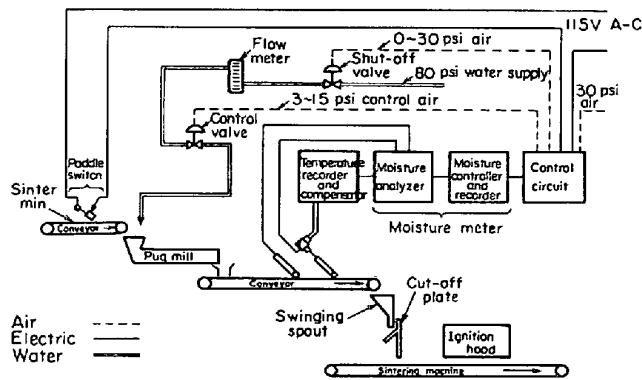 115V A-C
0~30 psi air
Flow
meter
Shut-off
valve
80 psi water supply
30
psi
air
3~15 psi control air
Control
valve
Paddle
switch
Temperature
recorder
and
compensator
Moisture
analyzer
Moisture
controller
and
recorder
Control
circuit
Sinter
min
Conveyor
Moisture meter
Pug mill
Conveyor
Cut-off
plate
Swinging
spout
Ignition
hood
Air
Electric
Water
Sintering machine